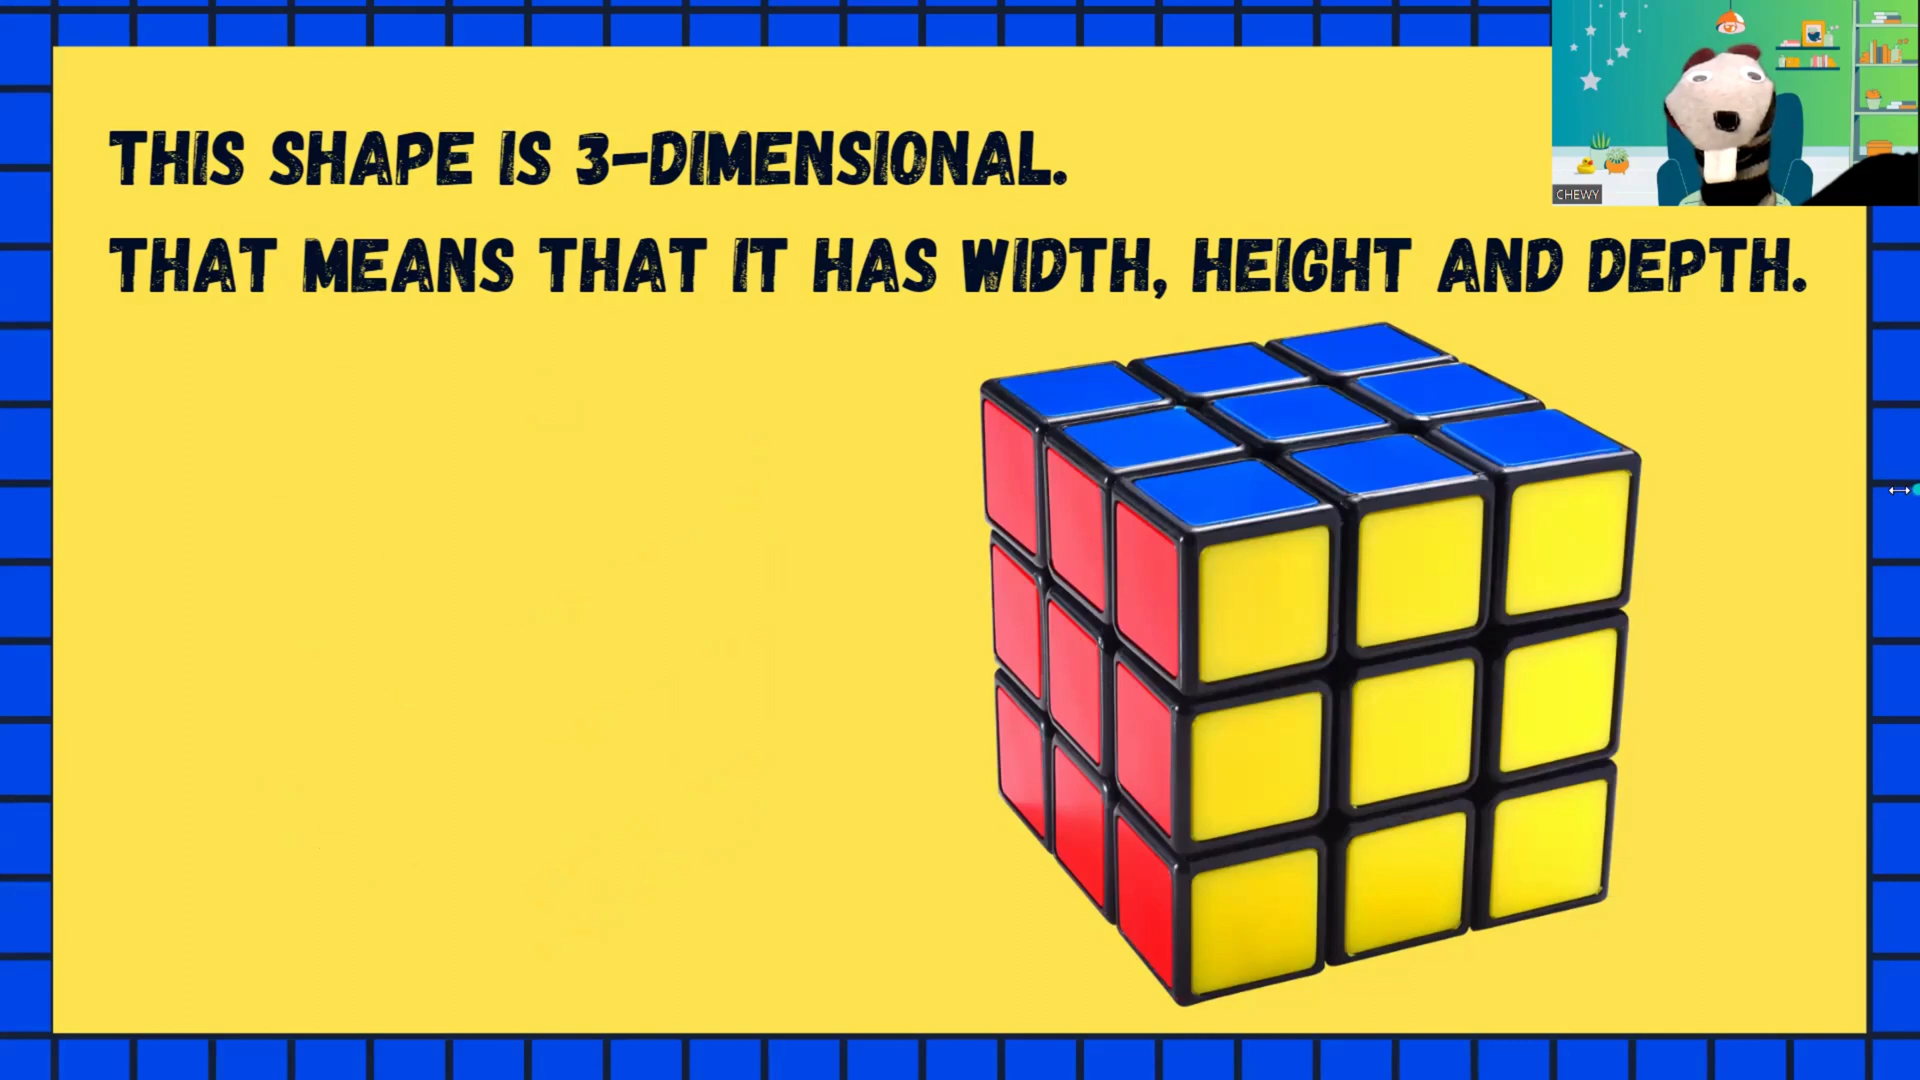 THIS SHAPE IS 3-DIMENSIONAL.
THAT MEANS THAT IT HAS WIDTH, HEIGHT AND DEPTH.
CHEWY